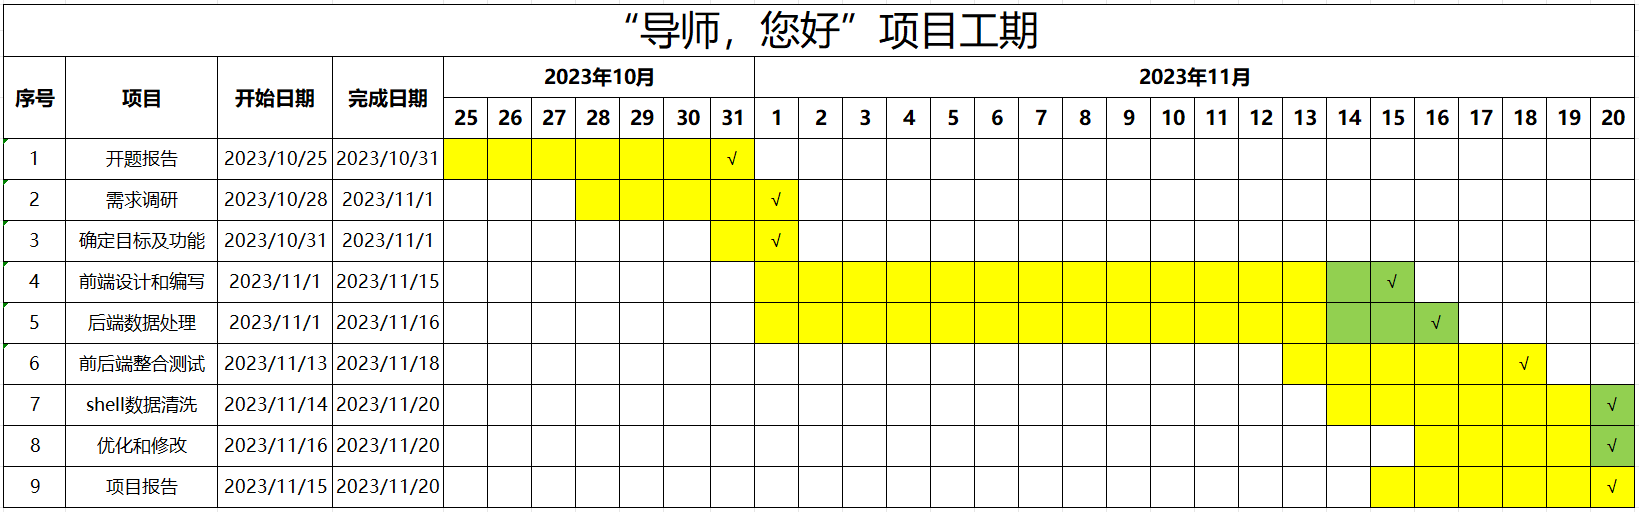 “导师，您好”项目工期
序号 项目 开始日期 完成日期 2023年10月 2023年11月
25 26 27 28 29 30 31 1 2 3 4 5 6 7 8 9 10 11 12 13 14 15 16 17 18 19 20
1 开题报告 2023/10/25 2023/10/31 √
2 需求调研 2023/10/28 2023/11/1 √
3 确定目标及功能 2023/10/31 2023/11/1 √
4 前端设计和编写 2023/11/1 2023/11/15 √
5 后端数据处理 2023/11/1 2023/11/16 √
6 前后端整合测试 2023/11/13 2023/11/18 √
7 shell数据清洗 2023/11/14 2023/11/20 √
8 优化和修改 2023/11/16 2023/11/20 √
9 项目报告 2023/11/15 2023/11/20 √